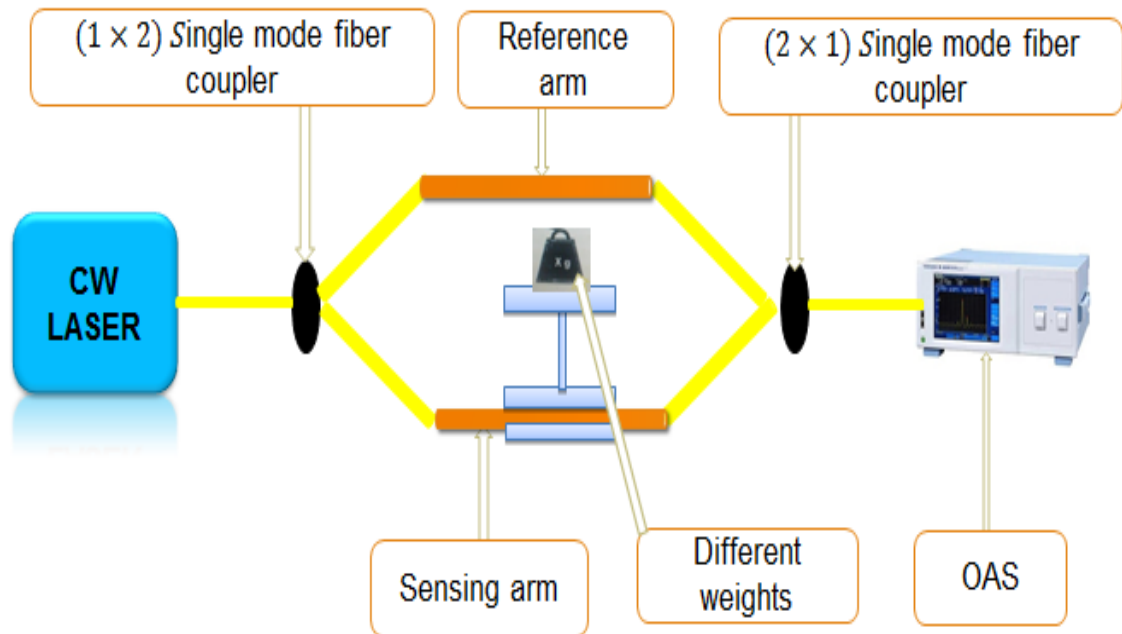 (1 × 2) Single mode fiber
coupler
Reference
arm
(2 × 1) Single mode fiber
coupler
CW
LASER
X g
Sensing arm
Different
weights
OAS